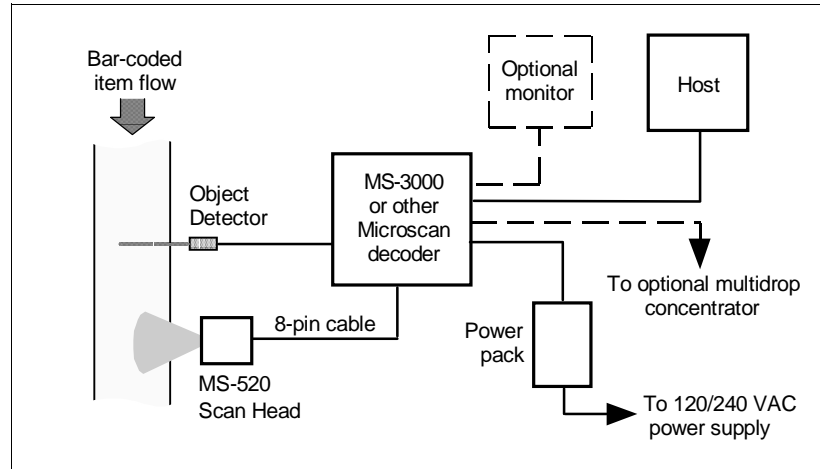 Bar-coded
item flow
Optional
monitor
Host
MS-3000
or other
Microscan
decoder
Object
Detector
To optional multidrop
concentrator
8-pin cable
Power
pack
MS-520
Scan Head
To 120/240 VAC
power supply